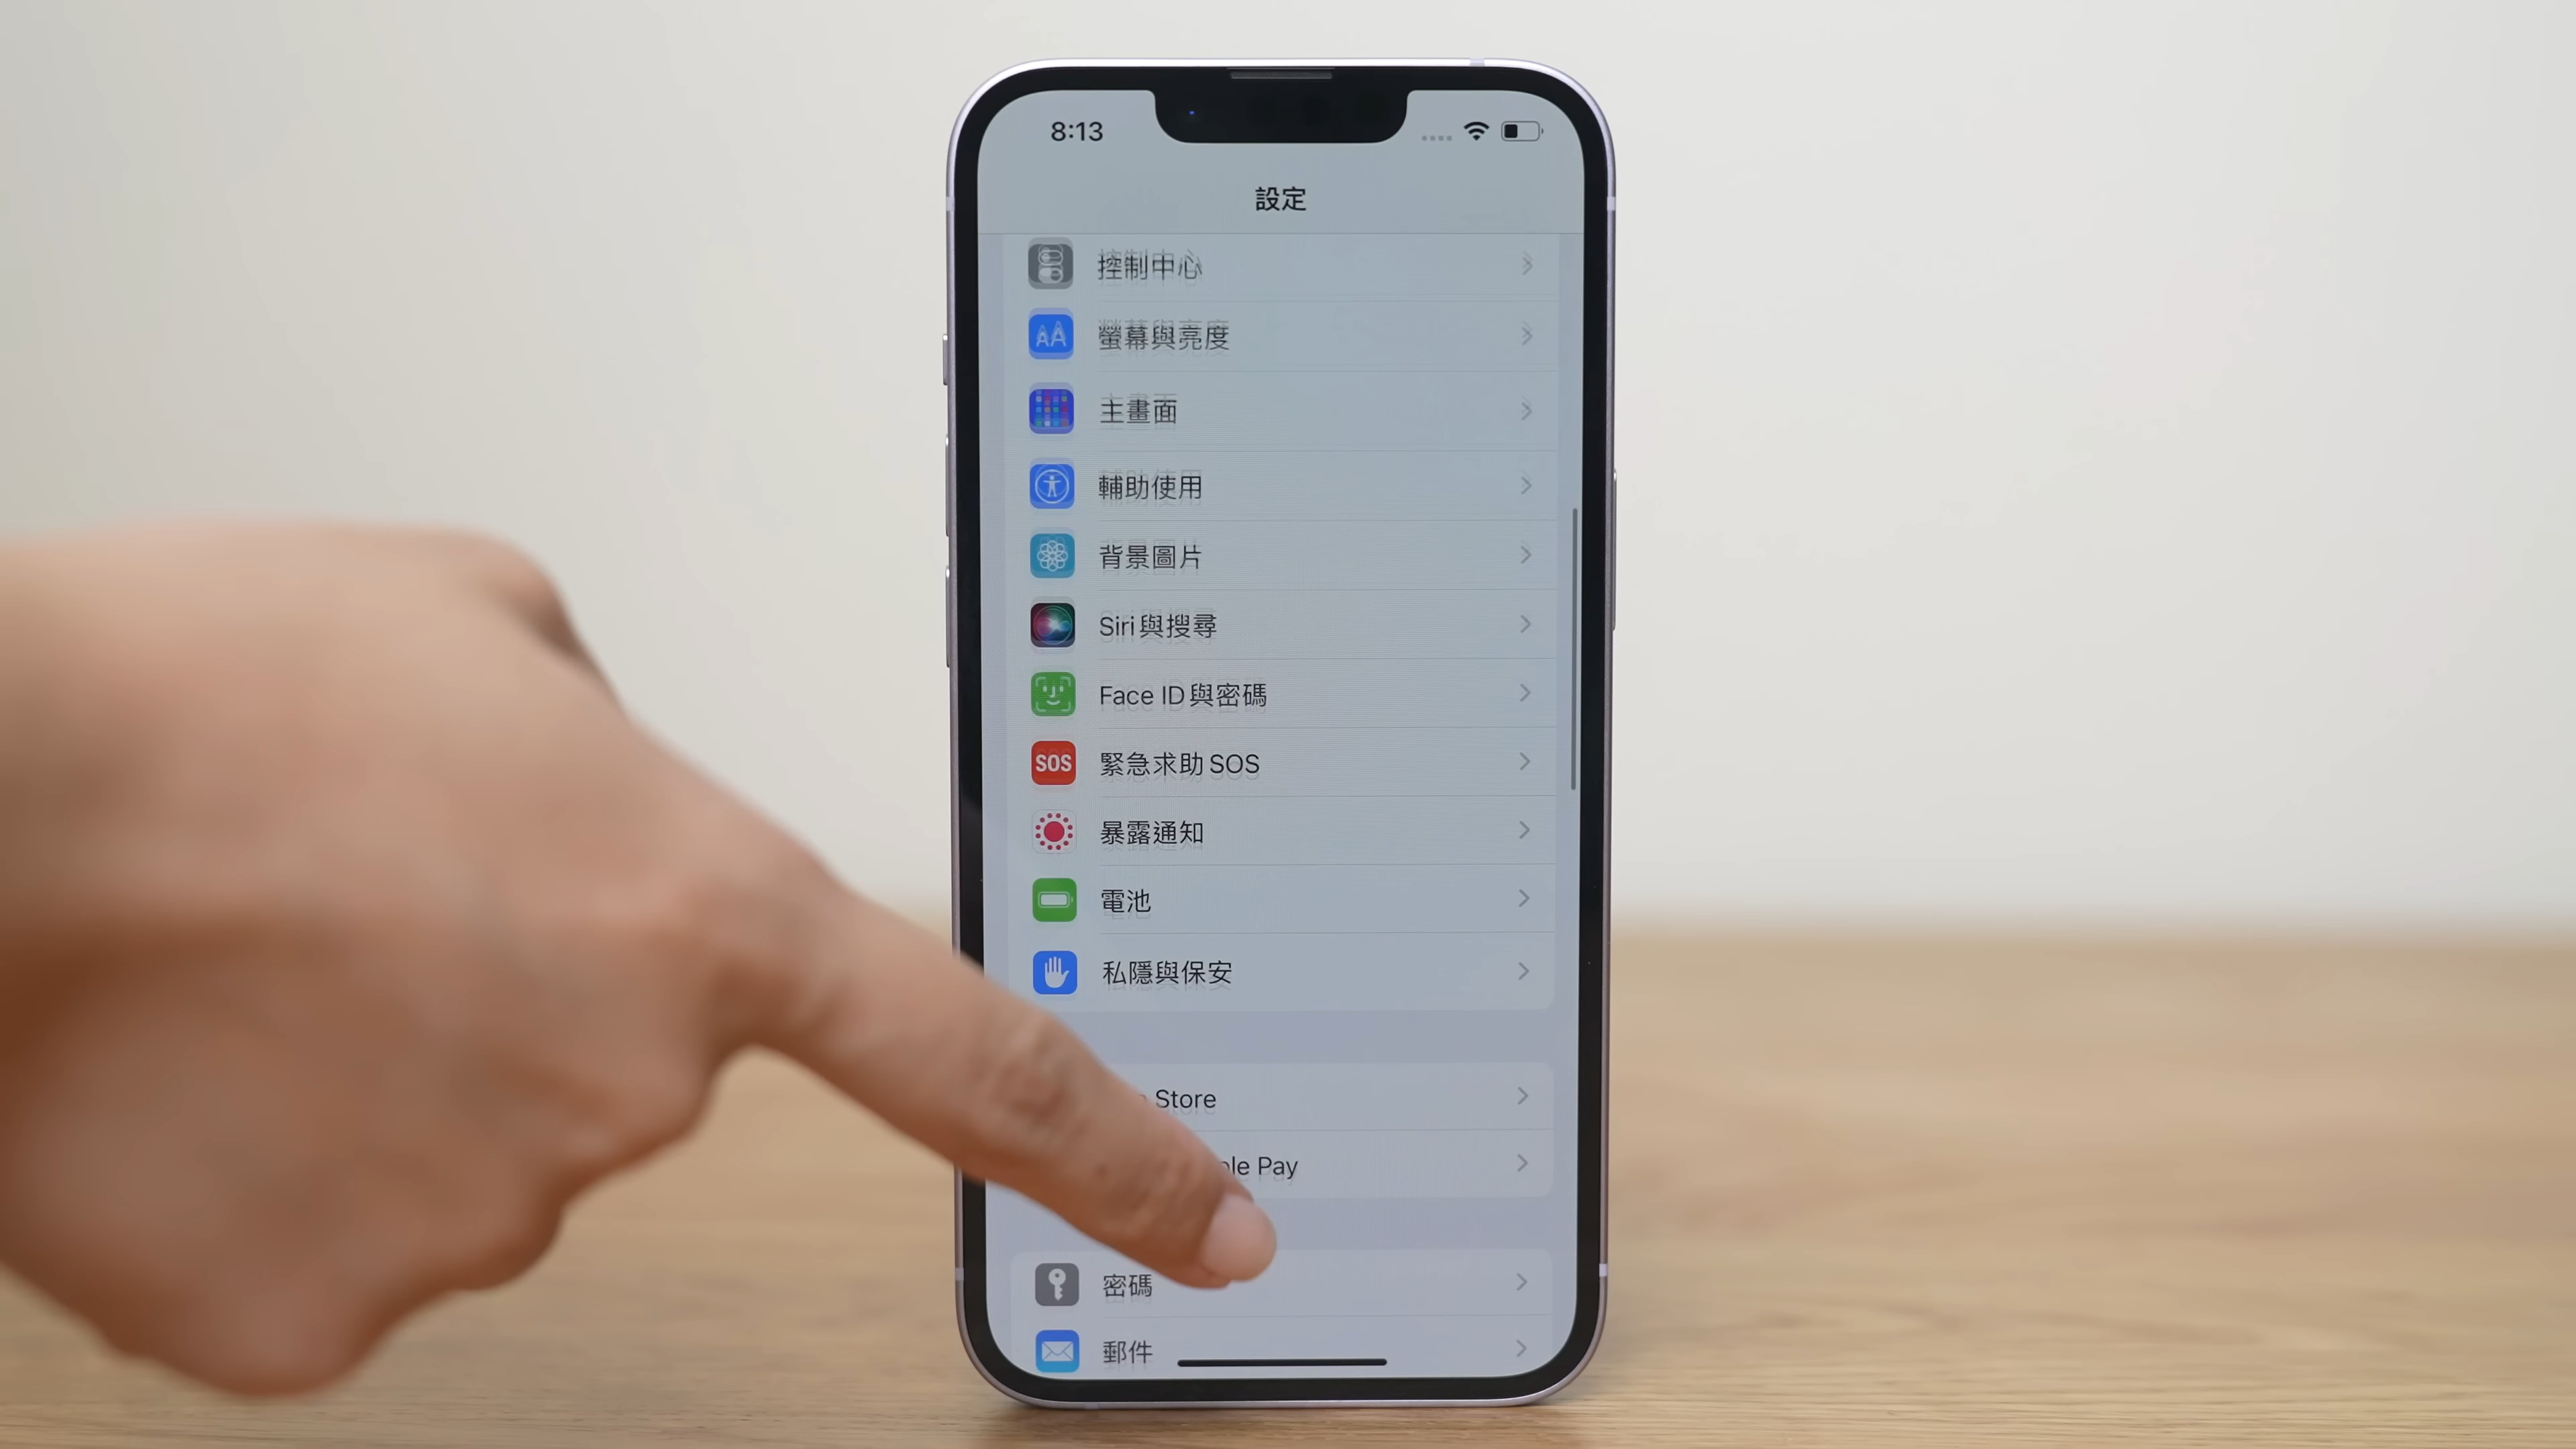 8:13
設定
控制中心
AA
螢幕與亮度
主畫面
輔助使用
背景圖片
Siri與搜尋
Face ID與密碼
SOS
緊急求助 SOS
暴露通知
電池
私隱與保安
Store
Pay
密碼
郵件